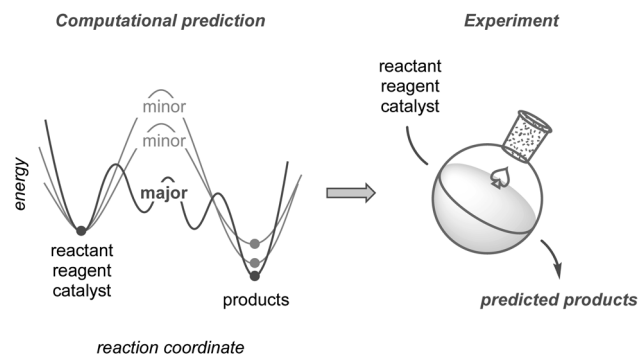 Computational prediction
minor
minor
major
energy
reactant
reagent
catalyst
products
reaction coordinate
Experiment
reactant
reagent
catalyst
predicted products